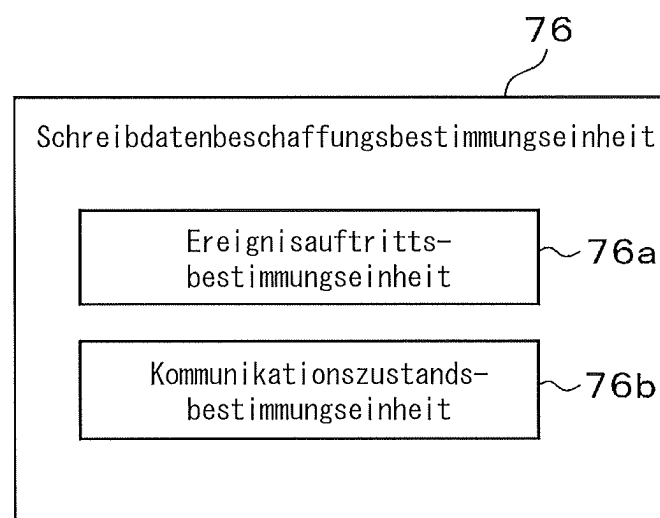 76
Schreibdatenbeschaffungsbestimmungseinheit
Ereignisauftritts-
bestimmungseinheit
76a
Kommunikationszustands-
bestimmungseinheit
76b